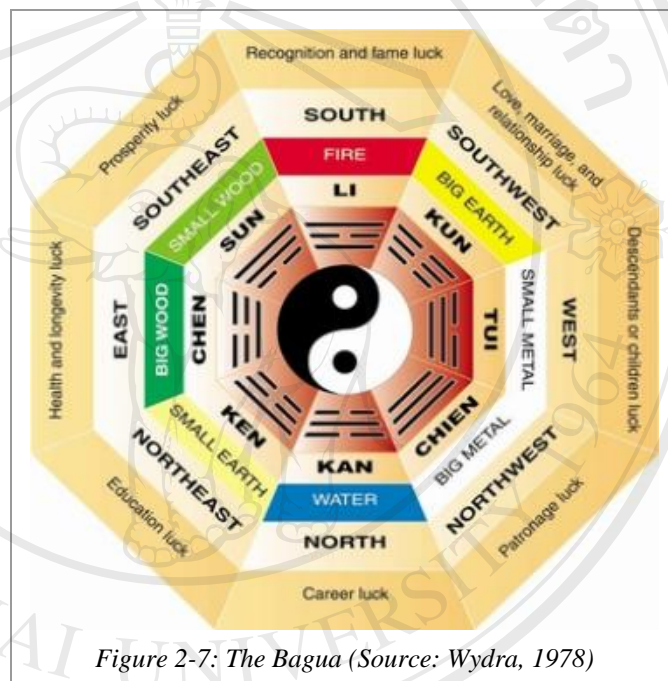 Recognition and fame luck
SOUTH
FIRE
LI
Love, marriage, and
relationship luck
SOUTHWEST
BIG EARTH
KUN
Descendants or children luck
WEST
SMALL METAL
TUI
Patronage luck
NORTHWEST
BIG METAL
CHIEN
Career luck
NORTH
WATER
KAN
Education luck
NORTHEAST
SMALL EARTH
KEN
Health and longevity luck
EAST
BIG WOOD
CHEN
Prosperity luck
SOUTHEAST
SMALL WOOD
SUN
UNIVERSITY 1964
Figure 2-7: The Bagua (Source: Wydra, 1978)